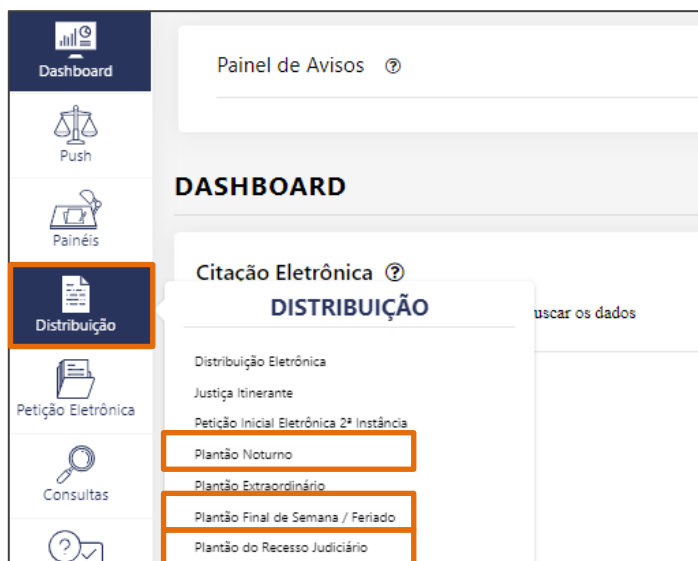 Dashboard
Push
Painéis
Distribuição
Petição Eletrônica
Consultas
Painel de Avisos
DASHBOARD
Citação Eletrônica
uscar os dados
DISTRIBUIÇÃO
Distribuição Eletrônica
Justiça Itinerante
Petição Inicial Eletrônica 2ª Instância
Plantão Noturno
Plantão Extraordinário
Plantão Final de Semana / Feriado
Plantão do Recesso Judiciário